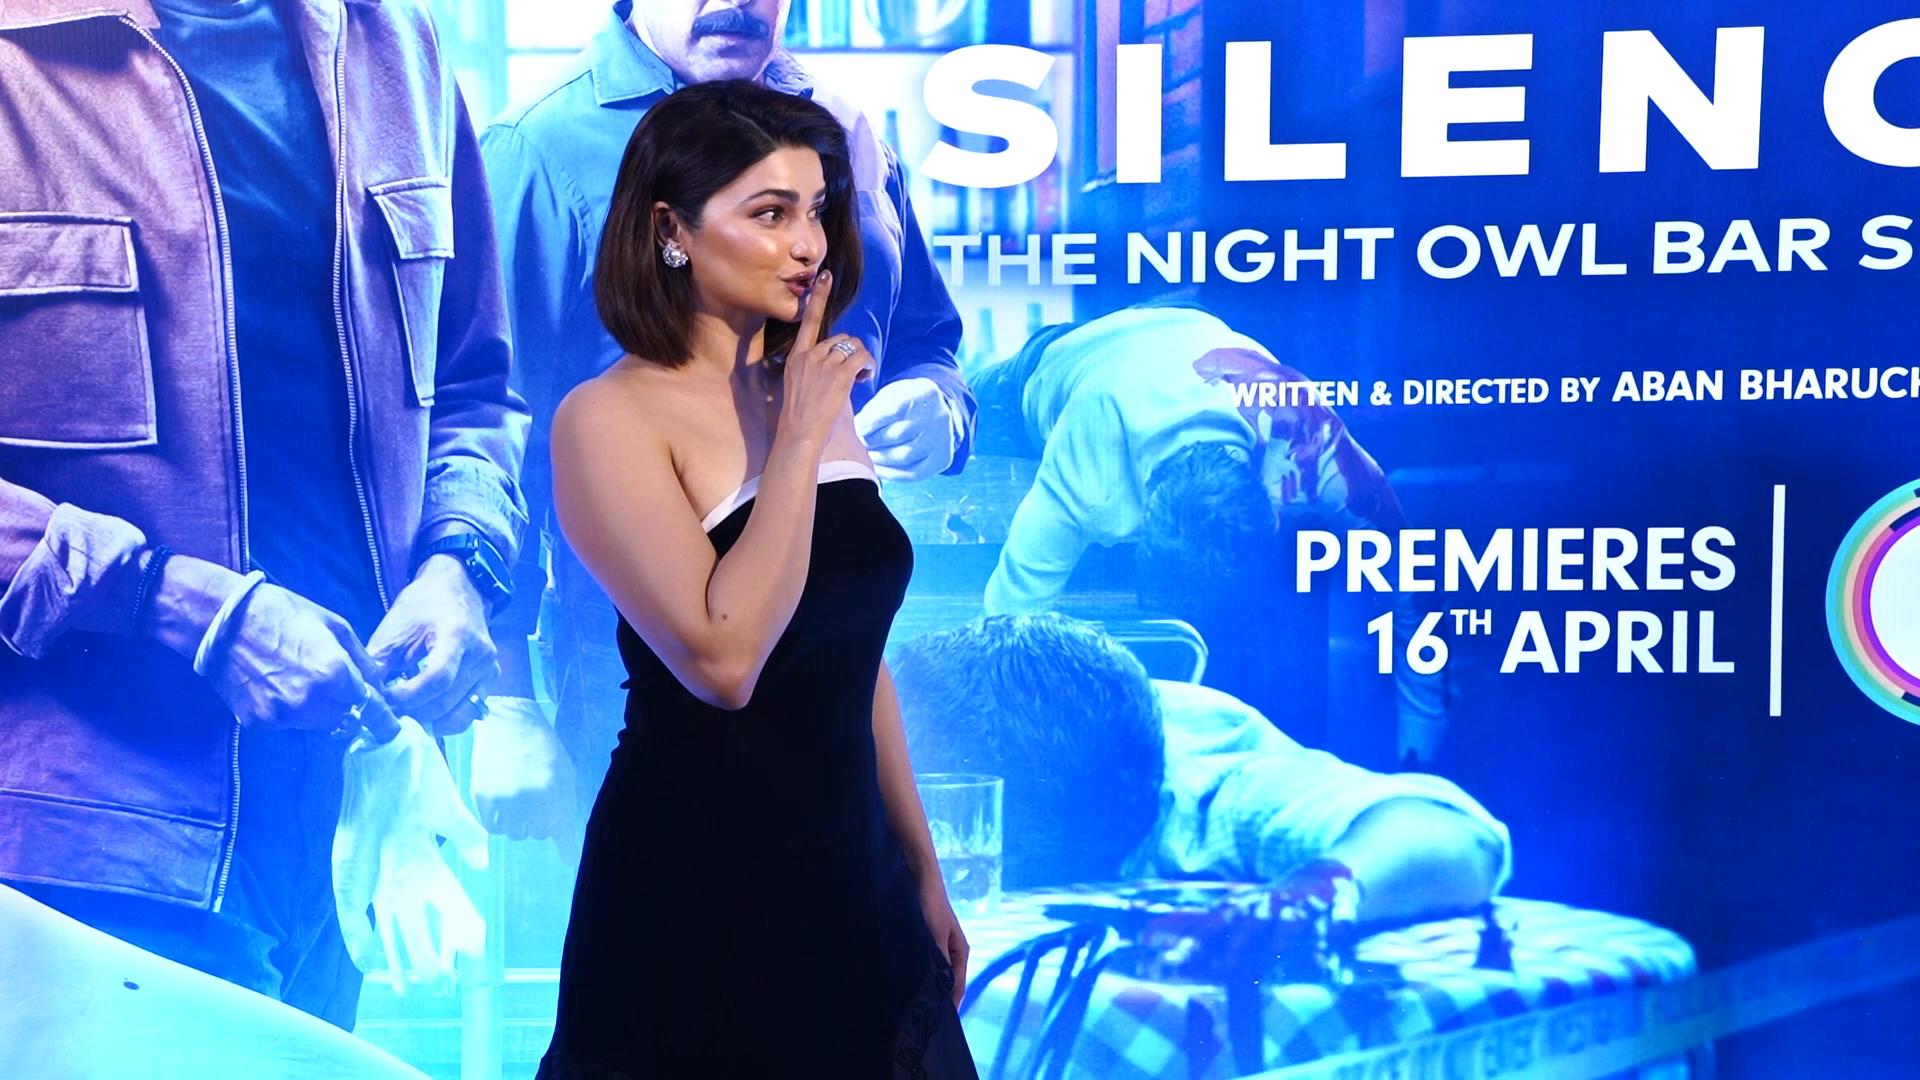 SILENC
THE NIGHT OWL BAR S
WRITTEN & DIRECTED BY ABAN BHARUCH
PREMIERES
16TH APRIL